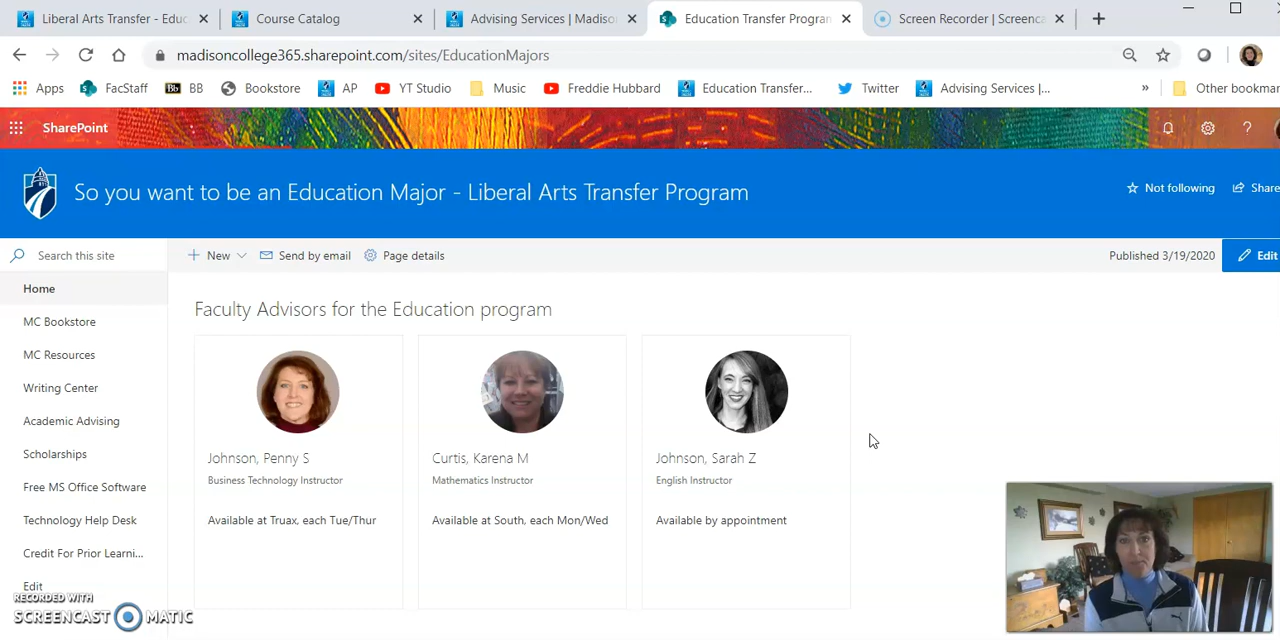 Liberal Arts Transfer - Educ
Course Catalog
Advising Services | Madiso
Education Transfer Program
Screen Recorder | Screenca
madisoncollege365.sharepoint.com/sites/EducationMajors
Apps
FacStaff
Bb BB
Bookstore
AP
YT Studio
Music
Freddie Hubbard
Education Transfer...
Twitter
Advising Services |...
»
Other bookmar
SharePoint
?
So you want to be an Education Major - Liberal Arts Transfer Program
Not following
Share
Search this site
New
Send by email
Page details
Published 3/19/2020
Edit
Home
MC Bookstore
MC Resources
Writing Center
Academic Advising
Scholarships
Free MS Office Software
Technology Help Desk
Credit For Prior Learni...
Edit
Faculty Advisors for the Education program
Johnson, Penny S
Business Technology Instructor
Available at Truax, each Tue/Thur
Curtis, Karena M
Mathematics Instructor
Available at South, each Mon/Wed
Johnson, Sarah Z
English Instructor
Available by appointment
RECORDED WITH
SCREENCAST MATIC